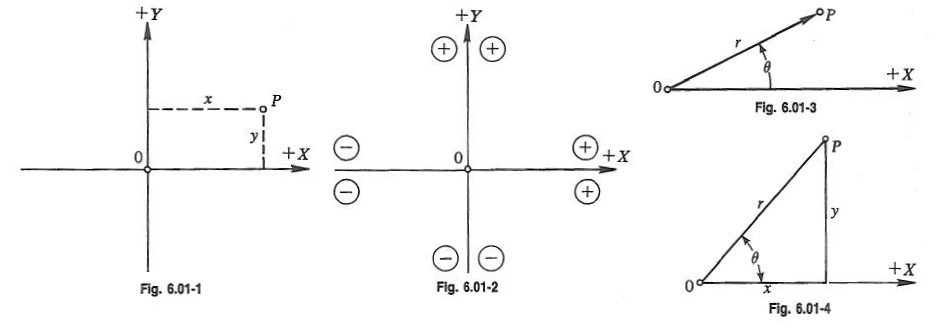 +Y
x
P
y
0
+X
Fig. 6.01-1
+Y
+ +
− +
0
+X
− +
− −
Fig. 6.01-2
P
r
θ
0
+X
Fig. 6.01-3
P
r
y
θ
0
x
+X
Fig. 6.01-4